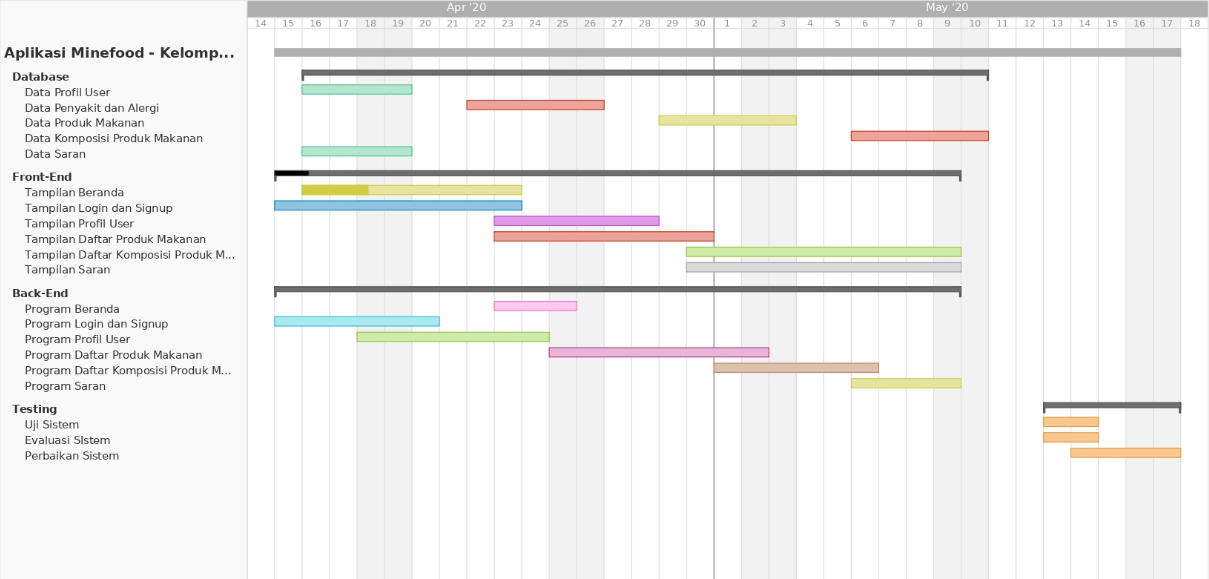 Apr '20 May '20
14 15 16 17 18 19 20 21 22 23 24 25 26 27 28 29 30 1 2 3 4 5 6 7 8 9 10 11 12 13 14 15 16 17 18
Aplikasi Minefood - Kelomp...
Database
Data Profil User
Data Penyakit dan Alergi
Data Produk Makanan
Data Komposisi Produk Makanan
Data Saran
Front-End
Tampilan Beranda
Tampilan Login dan Signup
Tampilan Profil User
Tampilan Daftar Produk Makanan
Tampilan Daftar Komposisi Produk M...
Tampilan Saran
Back-End
Program Beranda
Program Login dan Signup
Program Profil User
Program Daftar Produk Makanan
Program Daftar Komposisi Produk M...
Program Saran
Testing
Uji Sistem
Evaluasi SIstem
Perbaikan Sistem